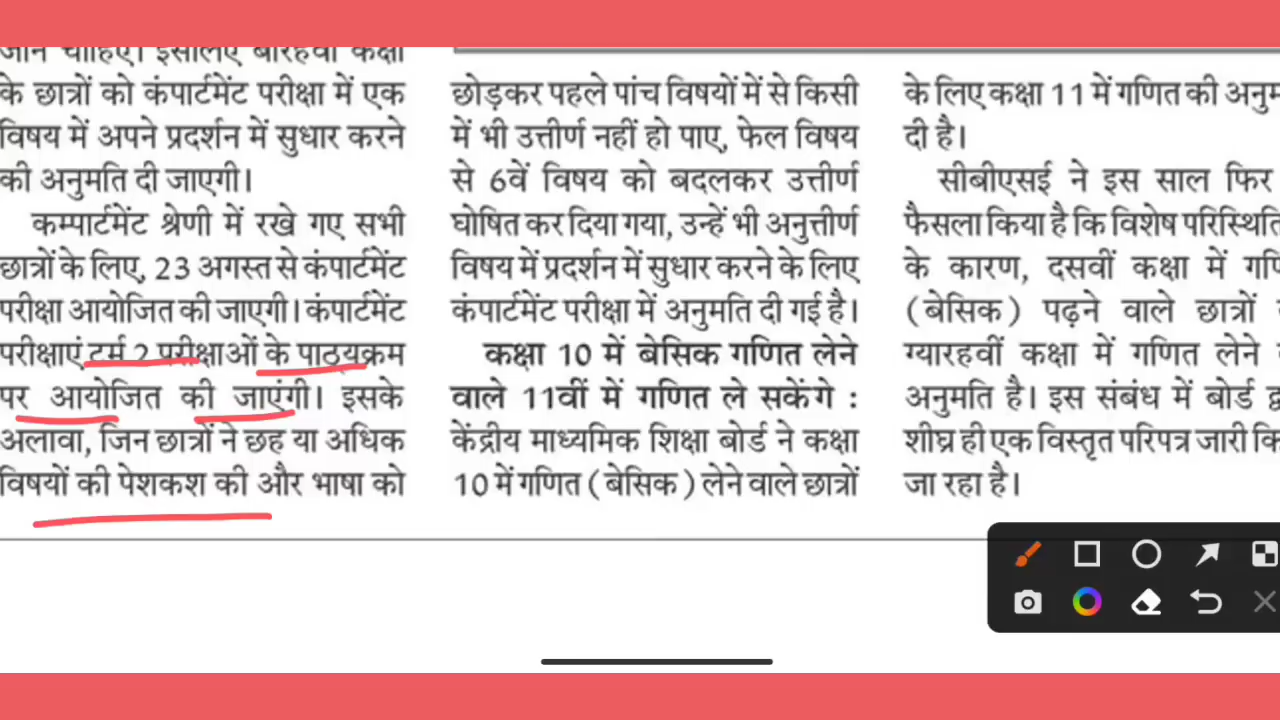 जाने चाहिए। इसलिए बारहवीं कक्षा
के छात्रों को कंपार्टमेंट परीक्षा में एक
विषय में अपने प्रदर्शन में सुधार करने
की अनुमति दी जाएगी।
कम्पार्टमेंट श्रेणी में रखे गए सभी
छात्रों के लिए, 23 अगस्त से कंपार्टमेंट
परीक्षा आयोजित की जाएगी। कंपार्टमेंट
परीक्षाएं टर्म 2 परीक्षाओं के पाठ्यक्रम
पर आयोजित की जाएंगी। इसके
अलावा, जिन छात्रों ने छह या अधिक
विषयों की पेशकश की और भाषा को
छोड़कर पहले पांच विषयों में से किसी
में भी उत्तीर्ण नहीं हो पाए, फेल विषय
से 6वें विषय को बदलकर उत्तीर्ण
घोषित कर दिया गया, उन्हें भी अनुत्तीर्ण
विषय में प्रदर्शन में सुधार करने के लिए
कंपार्टमेंट परीक्षा में अनुमति दी गई है।
कक्षा 10 में बेसिक गणित लेने
वाले 11वीं में गणित ले सकेंगे :
केंद्रीय माध्यमिक शिक्षा बोर्ड ने कक्षा
10 में गणित (बेसिक) लेने वाले छात्रों
के लिए कक्षा 11 में गणित की
दी है।
सीबीएसई ने इस साल फिर
फैसला किया है कि विशेष
के कारण, दसवीं कक्षा में
(बेसिक) पढ़ने वाले छात्रों
ग्यारहवीं कक्षा में गणित लेने
अनुमति है। इस संबंध में बोर्ड
शीघ्र ही एक विस्तृत परिपत्र जारी
जा रहा है।